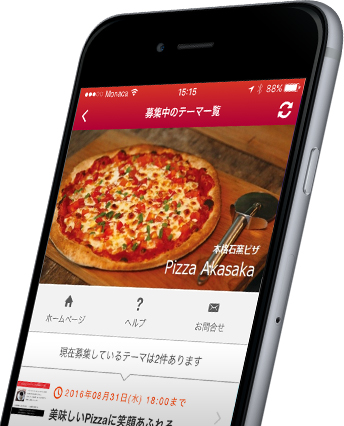 Monaca 15:15 88%
募集中のテーマ一覧
本格石窯ピザ
Pizza Akasaka
ホームページ ヘルプ お問合せ
現在募集しているテーマは2件あります
2016年08月31日(水) 18:00まで
美味しいPizzaに笑顔あふれる